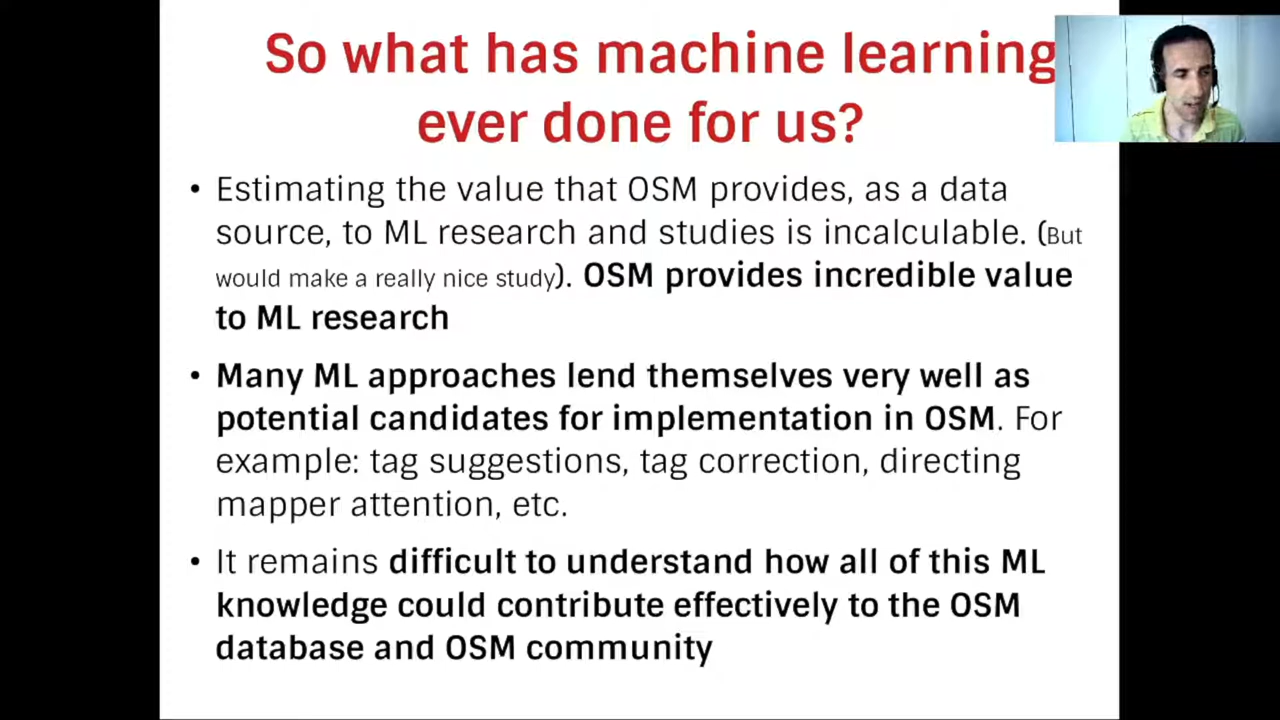 So what has machine learning
ever done for us?
• Estimating the value that OSM provides, as a data
source, to ML research and studies is incalculable. (But
would make a really nice study). OSM provides incredible value
to ML research
• Many ML approaches lend themselves very well as
potential candidates for implementation in OSM. For
example: tag suggestions, tag correction, directing
mapper attention, etc.
• It remains difficult to understand how all of this ML
knowledge could contribute effectively to the OSM
database and OSM community